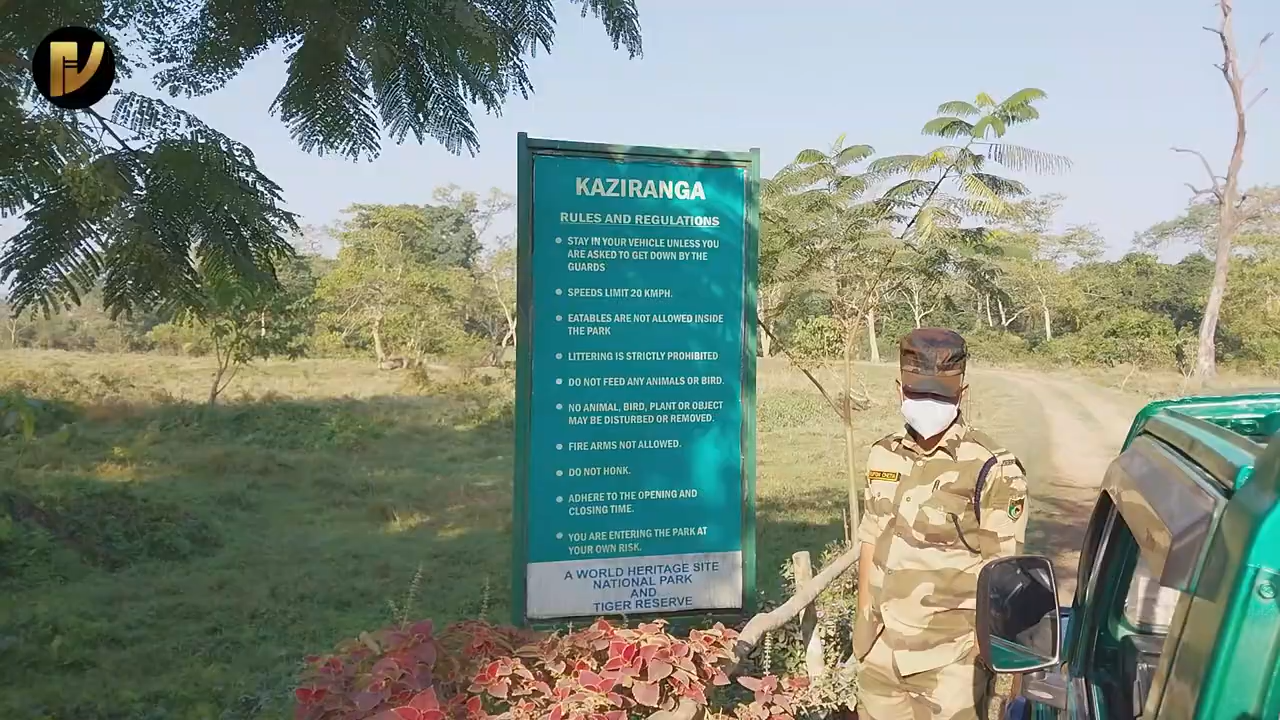 KAZIRANGA
RULES AND REGULATIONS
STAY IN YOUR VEHICLE UNLESS YOU
ARE ASKED TO GET DOWN BY THE
GUARDS
SPEEDS LIMIT 20 KMPH.
EATABLES ARE NOT ALLOWED INSIDE
THE PARK
LITTERING IS STRICTLY PROHIBITED
DO NOT FEED ANY ANIMALS OR BIRD.
NO ANIMAL, BIRD, PLANT OR OBJECT
MAY BE DISTURBED OR REMOVED.
FIRE ARMS NOT ALLOWED.
DO NOT HONK.
ADHERE TO THE OPENING AND
CLOSING TIME.
YOU ARE ENTERING THE PARK AT
YOUR OWN RISK.
A WORLD HERITAGE SITE
NATIONAL PARK
AND
TIGER RESERVE